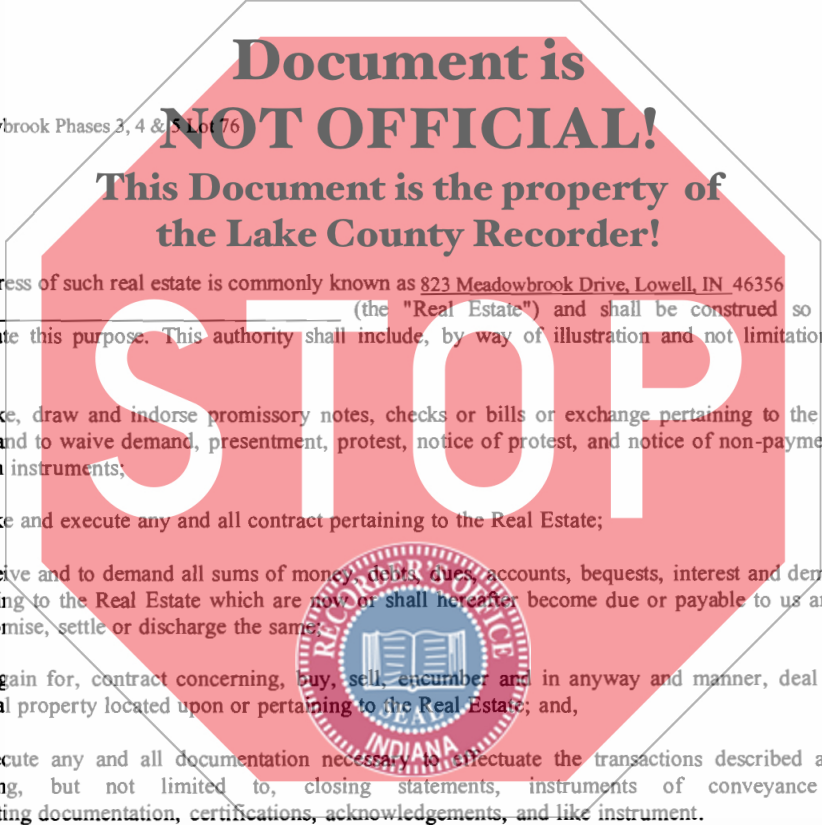 Document is
NOT OFFICIAL!
brook Phases 3, 4 & 5 Lot 76
This Document is the property of
the Lake County Recorder!
ress of such real estate is commonly known as 823 Meadowbrook Drive, Lowell, IN 46356
(the "Real Estate") and shall be construed so
te this purpose. This authority shall include, by way of illustration and not limitation
STOP
ke, draw and indorse promissory notes, checks or bills or exchange pertaining to the
and to waive demand, presentment, protest, notice of protest, and notice of non-payme
instruments;
ke and execute any and all contract pertaining to the Real Estate;
eive and to demand all sums of money, debts, dues, accounts, bequests, interest and dem
ng to the Real Estate which are now or shall hereafter become due or payable to us a
mise, settle or discharge the same;
RECORDER'S OFFICE
SEAL
INDIANA
gain for, contract concerning, buy, sell, encumber and in anyway and manner, deal
al property located upon or pertaining to the Real Estate; and,
cute any and all documentation necessary to effectuate the transactions described a
ng, but not limited to, closing statements, instruments of conveyance
ting documentation, certifications, acknowledgements, and like instrument.